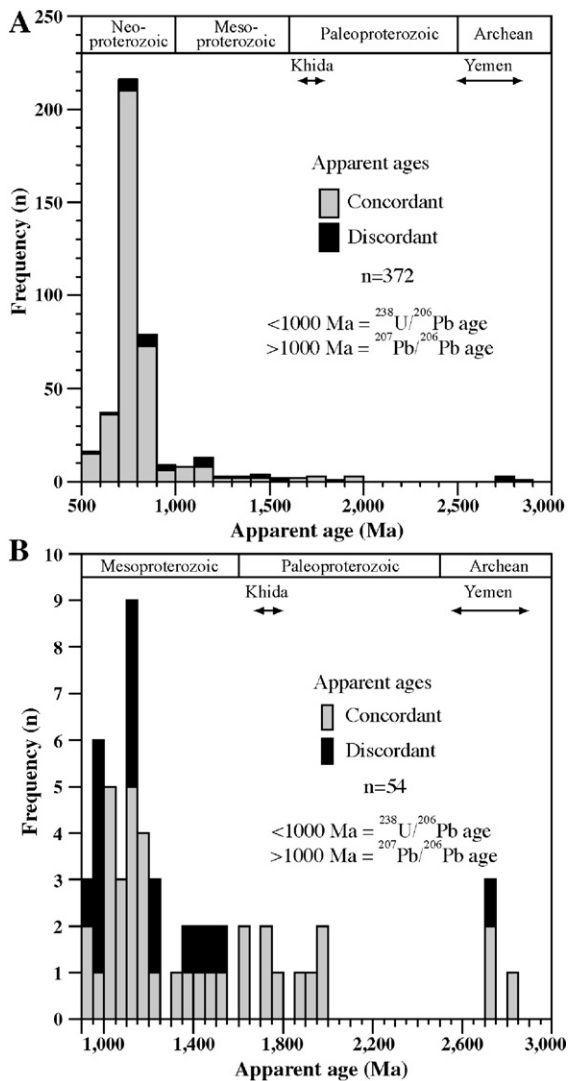 A
Neo-
proterozoic
Meso-
proterozoic
Paleoproterozoic
Archean
Khida
Yemen
250
200
150
100
50
0
Frequency (n)
Apparent ages
Concordant
Discordant
n=372
<1000 Ma = 238U/206Pb age
>1000 Ma = 207Pb/206Pb age
500
1,000
1,500
2,000
2,500
3,000
Apparent age (Ma)
B
Mesoproterozoic
Paleoproterozoic
Archean
Khida
Yemen
10
9
8
7
6
5
4
3
2
1
0
Frequency (n)
Apparent ages
Concordant
Discordant
n=54
<1000 Ma = 238U/206Pb age
>1000 Ma = 207Pb/206Pb age
1,000
1,400
1,800
2,200
2,600
3,000
Apparent age (Ma)